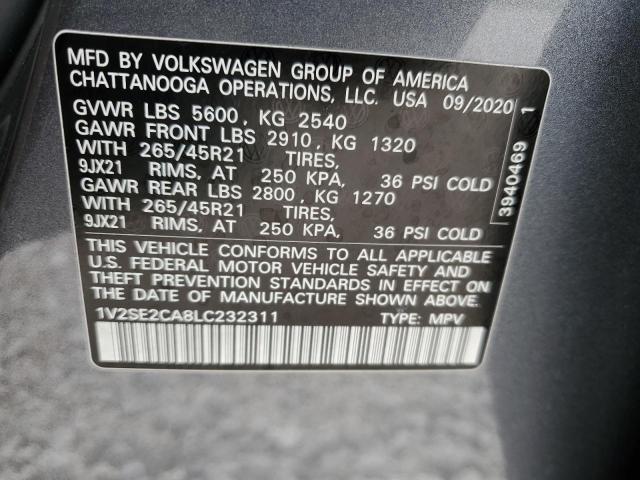 MFD BY VOLKSWAGEN GROUP OF AMERICA
CHATTANOOGA OPERATIONS, LLC. USA 09/2020
GVWR LBS 5600, KG 2540
GAWR FRONT LBS 2910, KG 1320
WITH 265/45R21 TIRES,
9JX21 RIMS, AT 250 KPA, 36 PSI COLD
GAWR REAR LBS 2800, KG 1270
WITH 265/45R21 TIRES,
9JX21 RIMS, AT 250 KPA, 36 PSI COLD
THIS VEHICLE CONFORMS TO ALL APPLICABLE
U.S. FEDERAL MOTOR VEHICLE SAFETY AND
THEFT PREVENTION STANDARDS IN EFFECT ON
THE DATE OF MANUFACTURE SHOWN ABOVE.
1V2SE2CA8LC232311 TYPE: MPV
3940469 1